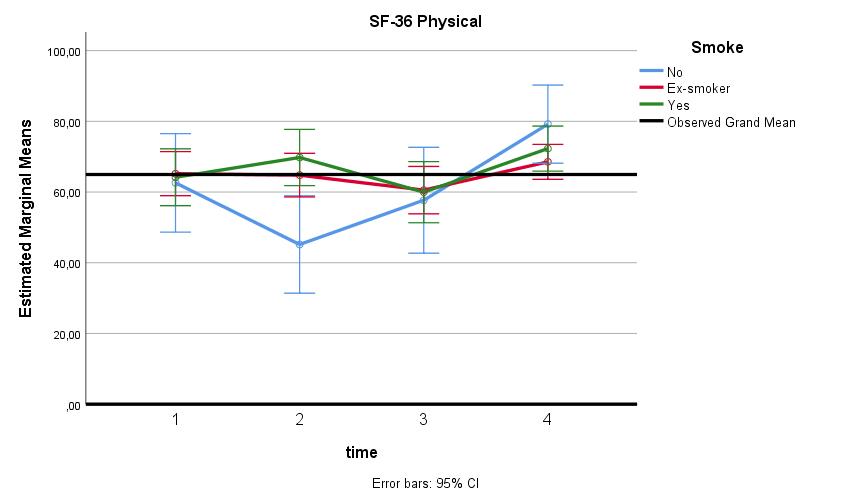 SF-36 Physical
Smoke
No
Ex-smoker
Yes
Observed Grand Mean
Estimated Marginal Means
100,00
80,00
60,00
40,00
20,00
,00
1 2 3 4
time
Error bars: 95% CI